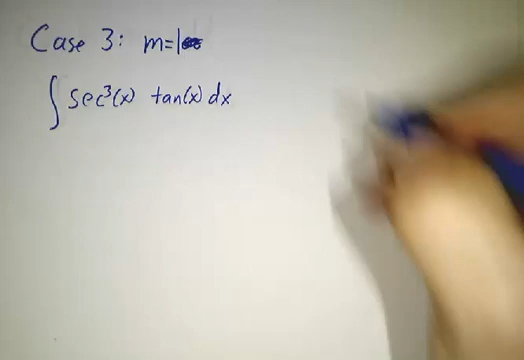 Case 3: m=1
∫ sec³(x) tan(x) dx